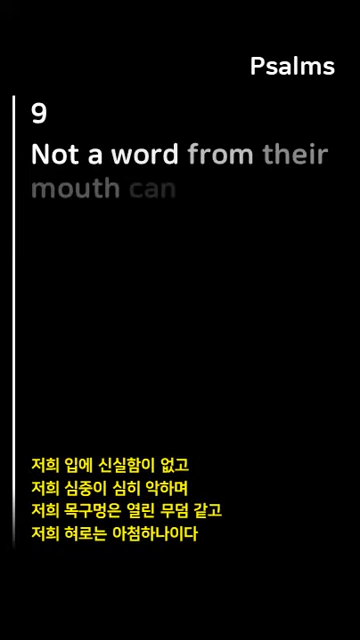 Psalms
9
Not a word from their
mouth can
저희 입에 신실함이 없고
저희 심중이 심히 악하며
저희 목구멍은 열린 무덤 같고
저희 혀로는 아첨하나이다